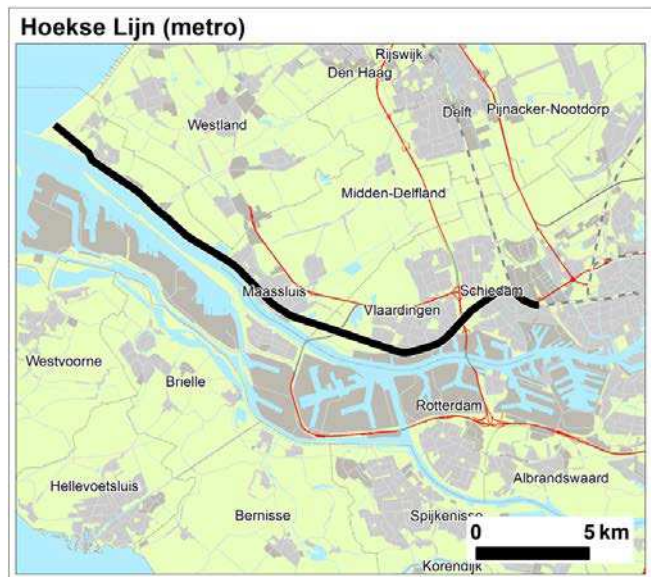 Hoekse Lijn (metro)
Rijswijk
Den Haag
Pijnacker-Nootdorp
Delft
Westland
Midden-Delfland
Maassluis
Schiedam
Vlaardingen
Westvoorne
Brielle
Rotterdam
Hellevoetsluis
Albrandswaard
Bernisse
Spijkenisse
0 5 km
Korendijk